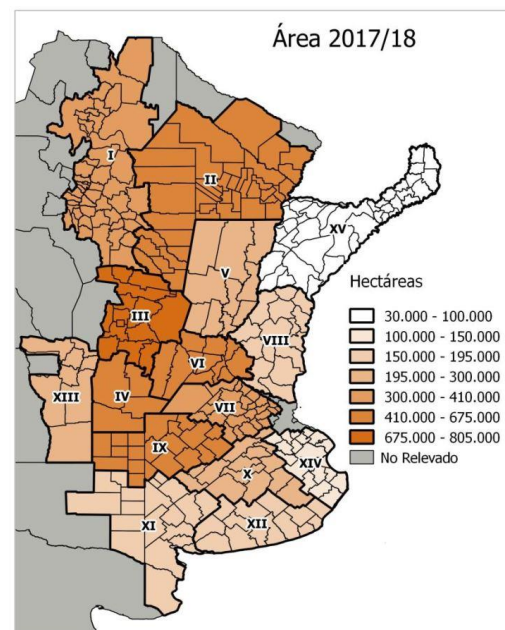 Área 2017/18
I
II
XV
V
Hectáreas
III
VIII
30.000 - 100.000
100.000 - 150.000
150.000 - 195.000
195.000 - 300.000
300.000 - 410.000
410.000 - 675.000
675.000 - 805.000
No Relevado
VI
XIII
IV
VII
IX
XIV
X
XI
XII